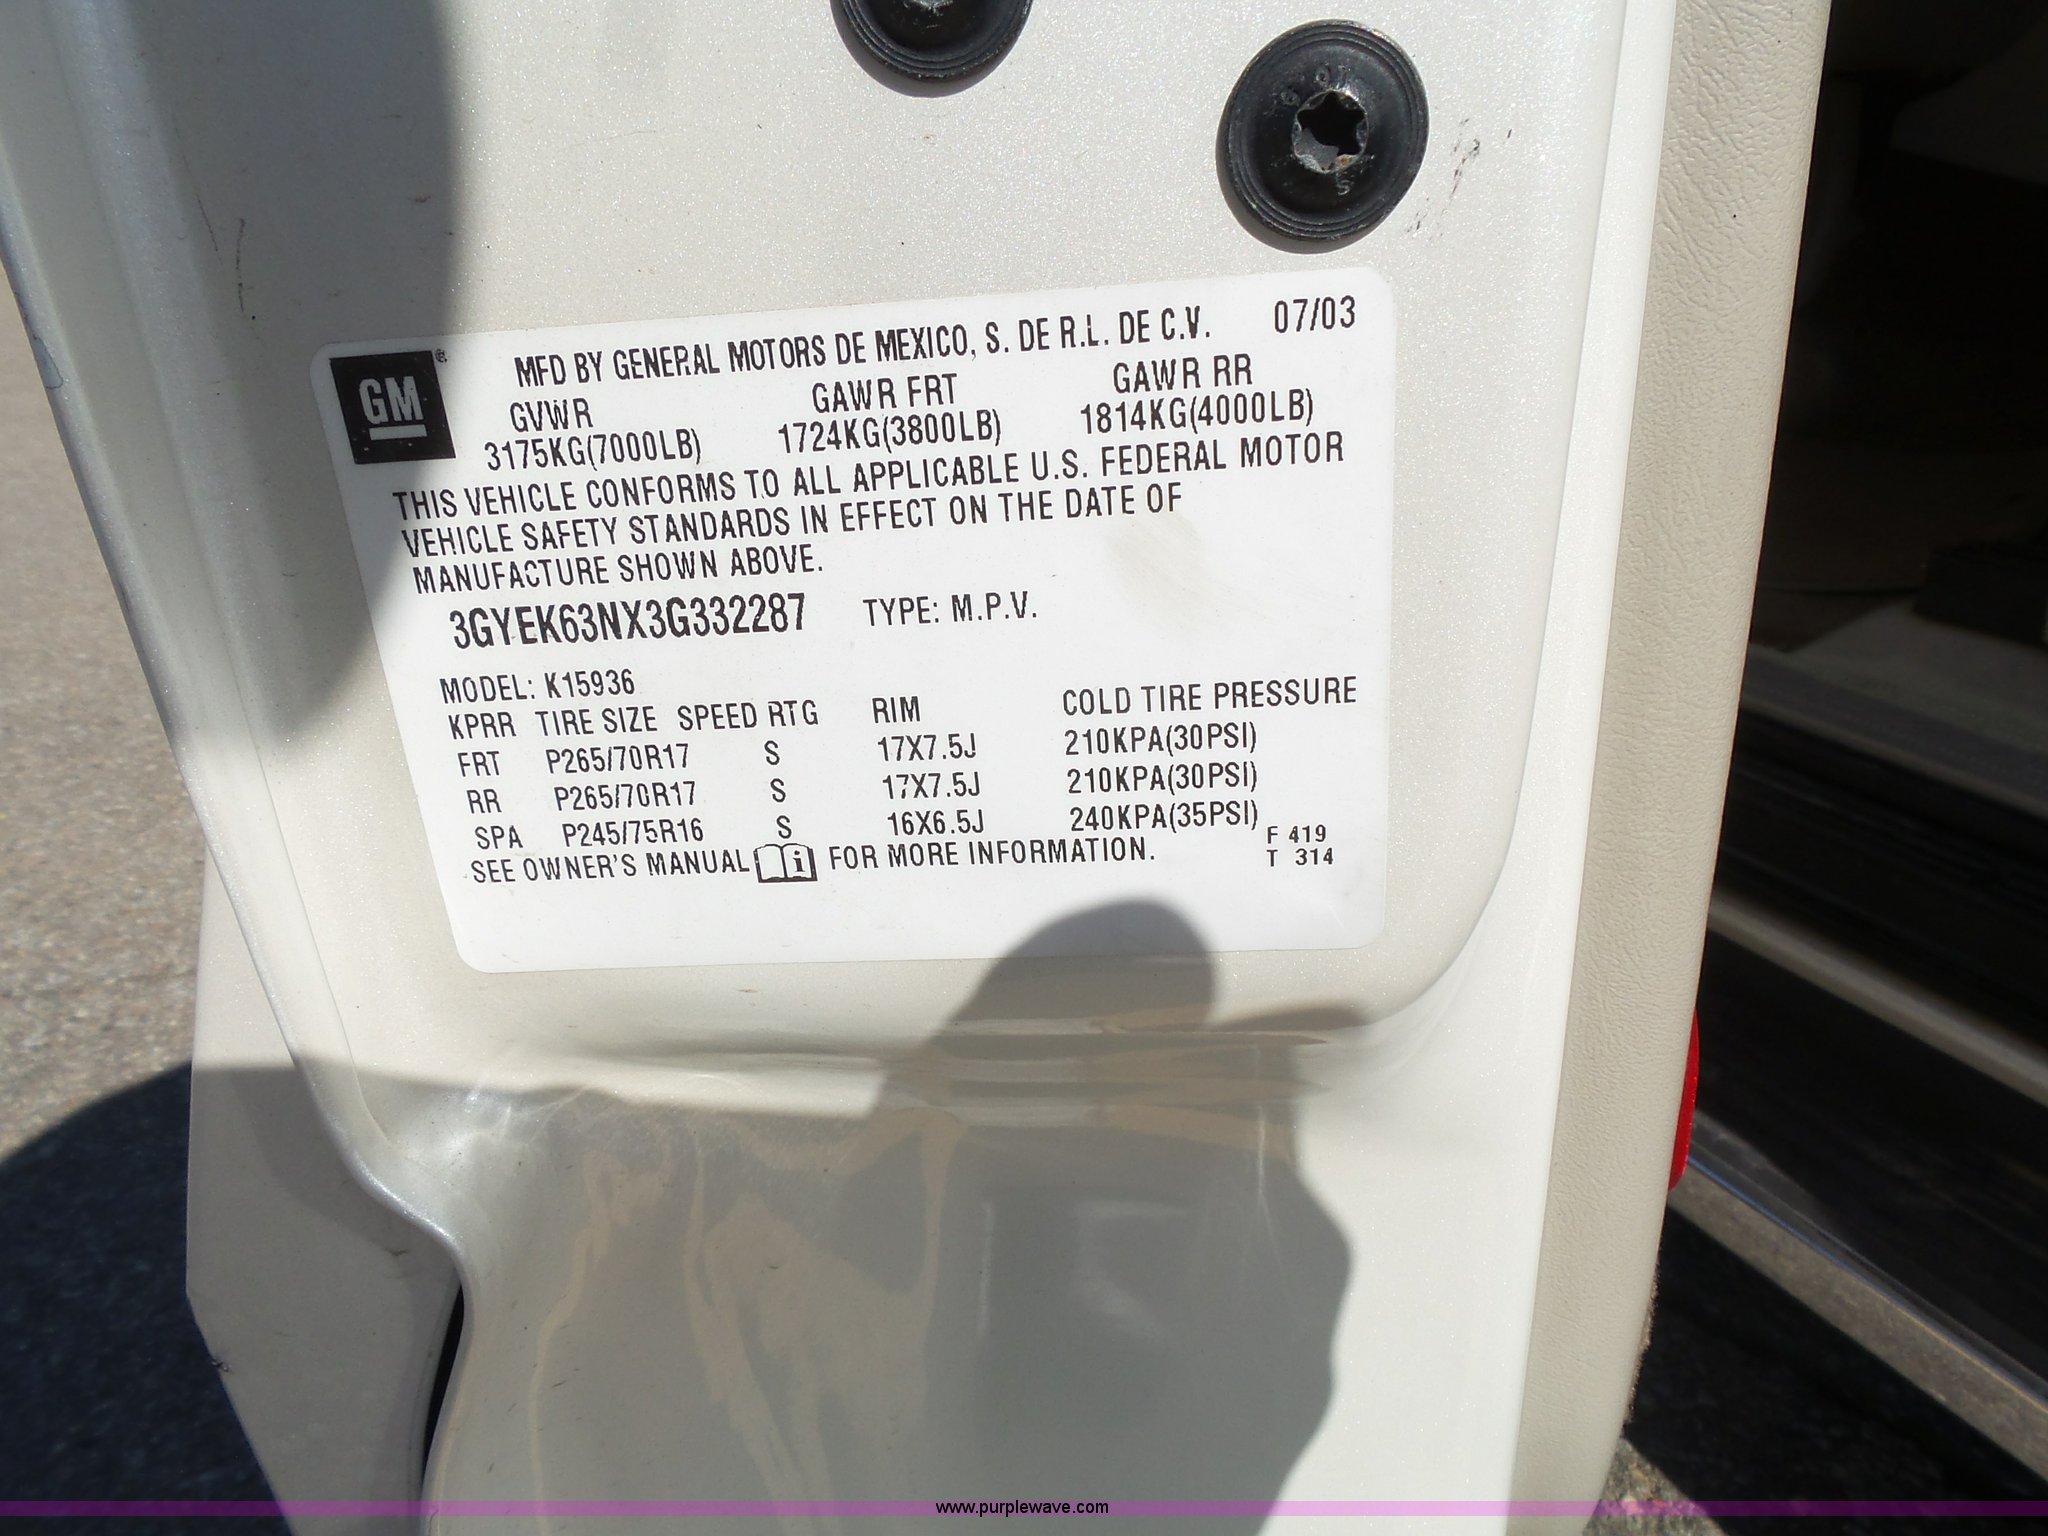 GM®
MFD BY GENERAL MOTORS DE MEXICO, S. DE R.L. DE C.V. 07/03
GVWR GAWR FRT GAWR RR
3175KG(7000LB) 1724KG(3800LB) 1814KG(4000LB)
THIS VEHICLE CONFORMS TO ALL APPLICABLE U.S. FEDERAL MOTOR
VEHICLE SAFETY STANDARDS IN EFFECT ON THE DATE OF
MANUFACTURE SHOWN ABOVE.
3GYEK63NX3G332287 TYPE: M.P.V.
MODEL: K15936
KPRR TIRE SIZE SPEED RTG RIM COLD TIRE PRESSURE
FRT P265/70R17 S 17X7.5J 210KPA(30PSI)
RR P265/70R17 S 17X7.5J 210KPA(30PSI)
SPA P245/75R16 S 16X6.5J 240KPA(35PSI)
SEE OWNER'S MANUAL i FOR MORE INFORMATION.
F 419
T 314
www.purplewave.com